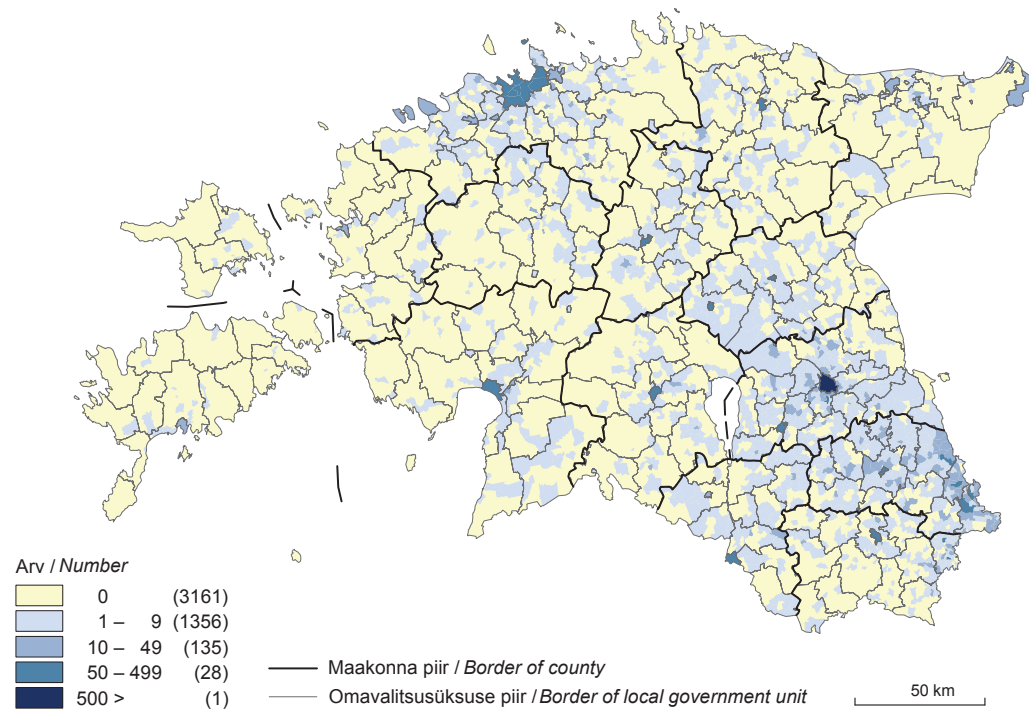 Arv / Number
0 (3161)
1 – 9 (1356)
10 – 49 (135)
50 – 499 (28)
500 > (1)
Maakonna piir / Border of county
Omavalitsusüksuse piir / Border of local government unit
50 km